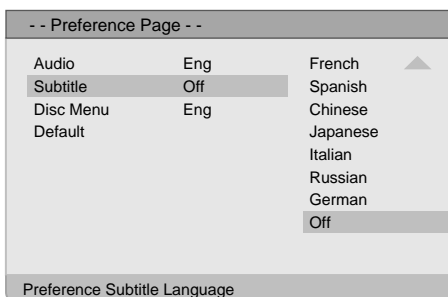 - - Preference Page - -
Audio Eng French
Subtitle Off Spanish
Disc Menu Eng Chinese
Default Japanese
Italian
Russian
German
Off
Preference Subtitle Language